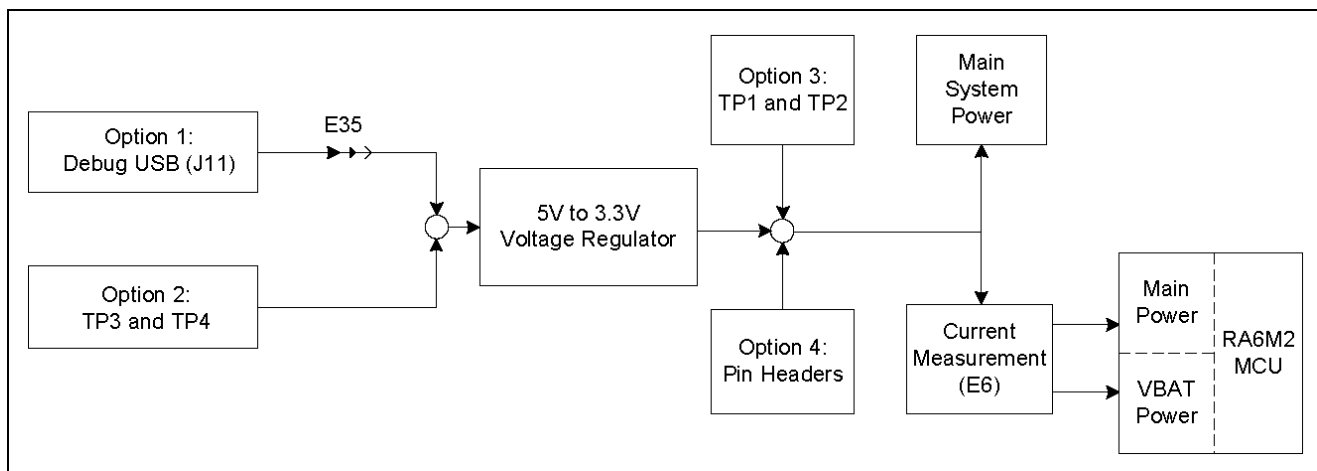 Option 1:
Debug USB (J11)
E35
Option 2:
TP3 and TP4
5V to 3.3V
Voltage Regulator
Option 3:
TP1 and TP2
Option 4:
Pin Headers
Main
System
Power
Current
Measurement
(E6)
Main
Power
VBAT
Power
RA6M2
MCU